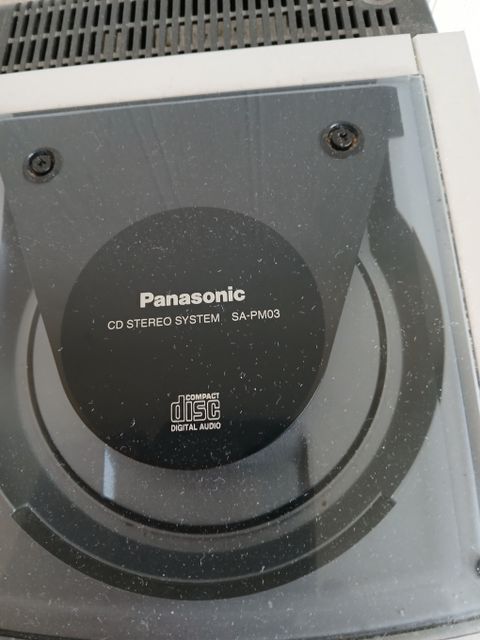 Panasonic
CD STEREO SYSTEM SA-PM03
COMPACT
disc
DIGITAL AUDIO